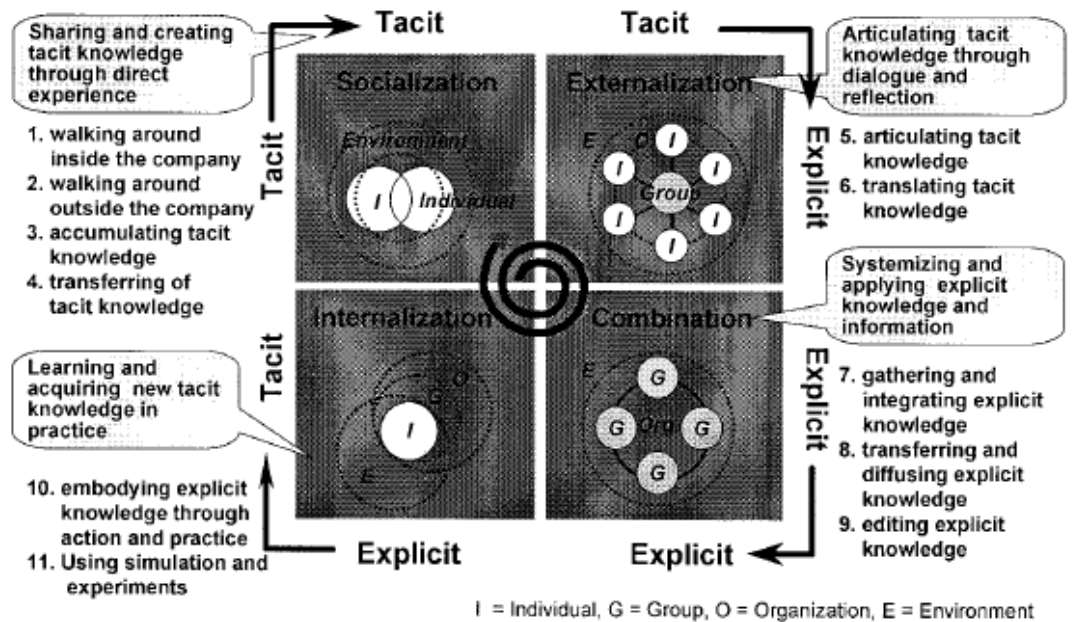 Tacit
Tacit
Sharing and creating
tacit knowledge
through direct
experience
Articulating tacit
knowledge through
dialogue and
reflection
Socialization
Externalization
1. walking around
inside the company
2. walking around
outside the company
3. accumulating tacit
knowledge
4. transferring of
tacit knowledge
Tacit
Environment
I
Individual
E
O
I
I
I
Group
I
I
I
Explicit
5. articulating tacit
knowledge
6. translating tacit
knowledge
Systemizing and
applying explicit
knowledge and
information
Internalization
Combination
Learning and
acquiring new tacit
knowledge in
practice
Tacit
O
G
I
E
E
G
G
Org
G
G
Explicit
7. gathering and
integrating explicit
knowledge
8. transferring and
diffusing explicit
knowledge
9. editing explicit
knowledge
10. embodying explicit
knowledge through
action and practice
11. Using simulation and
experiments
Explicit
Explicit
I = Individual, G = Group, O = Organization, E = Environment